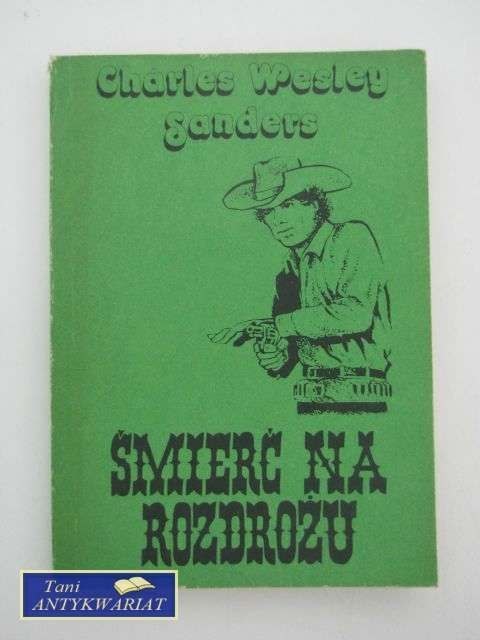 Charles Wesley
Sanders
ŚMIERĆ NA
ROZDROŻU
Tani
ANTYKWARIAT